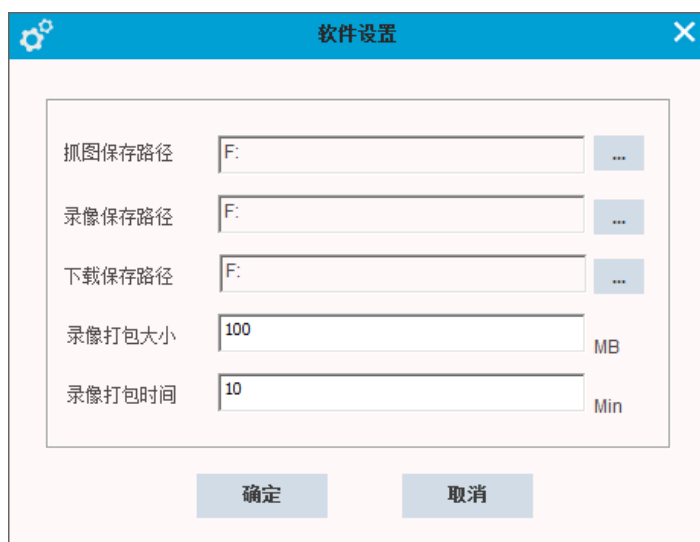 软件设置
抓图保存路径 F: ...
录像保存路径 F: ...
下载保存路径 F: ...
录像打包大小 100 MB
录像打包时间 10 Min
确定 取消